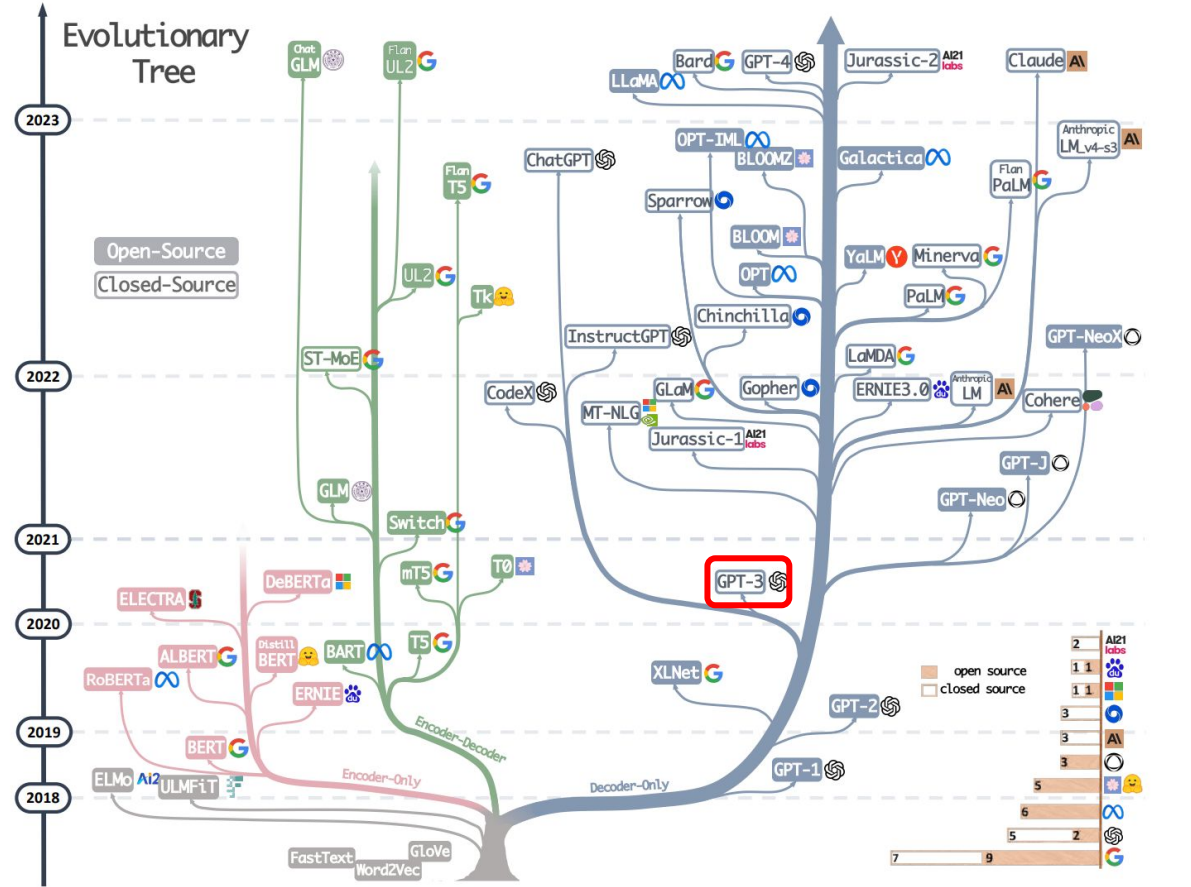 Evolutionary
Tree
Open-Source
Closed-Source
2023
2022
2021
2020
2019
2018
Chat
GLM
Flan
UL2
Flan
T5
UL2
Tk
ST-MoE
GLM
Switch
mT5
T0
T5
BART
Encoder-Decoder
DeBERTa
ELECTRA
ALBERT
Distill
BERT
RoBERTa
ERNIE
BERT
Encoder-Only
ELMo
AI2
ULMFiT
FastText
Word2Vec
GloVe
Bard
GPT-4
Jurassic-2
AI21
labs
Claude
A\
LLaMA
Anthropic
LM_v4-s3
A\
ChatGPT
OPT-IML
BLOOMZ
Galactica
Flan
PaLM
Sparrow
BLOOM
YaLM
Y
Minerva
OPT
PaLM
Chinchilla
InstructGPT
GPT-NeoX
LaMDA
CodeX
GLaM
Gopher
ERNIE3.0
du
Anthropic
LM
A\
Cohere
MT-NLG
Jurassic-1
AI21
labs
GPT-J
GPT-Neo
GPT-3
XLNet
GPT-2
GPT-1
Decoder-Only
open source
closed source
2
AI21
labs
1 1
du
1 1
3
3
A\
3
5
6
5 2
7 9